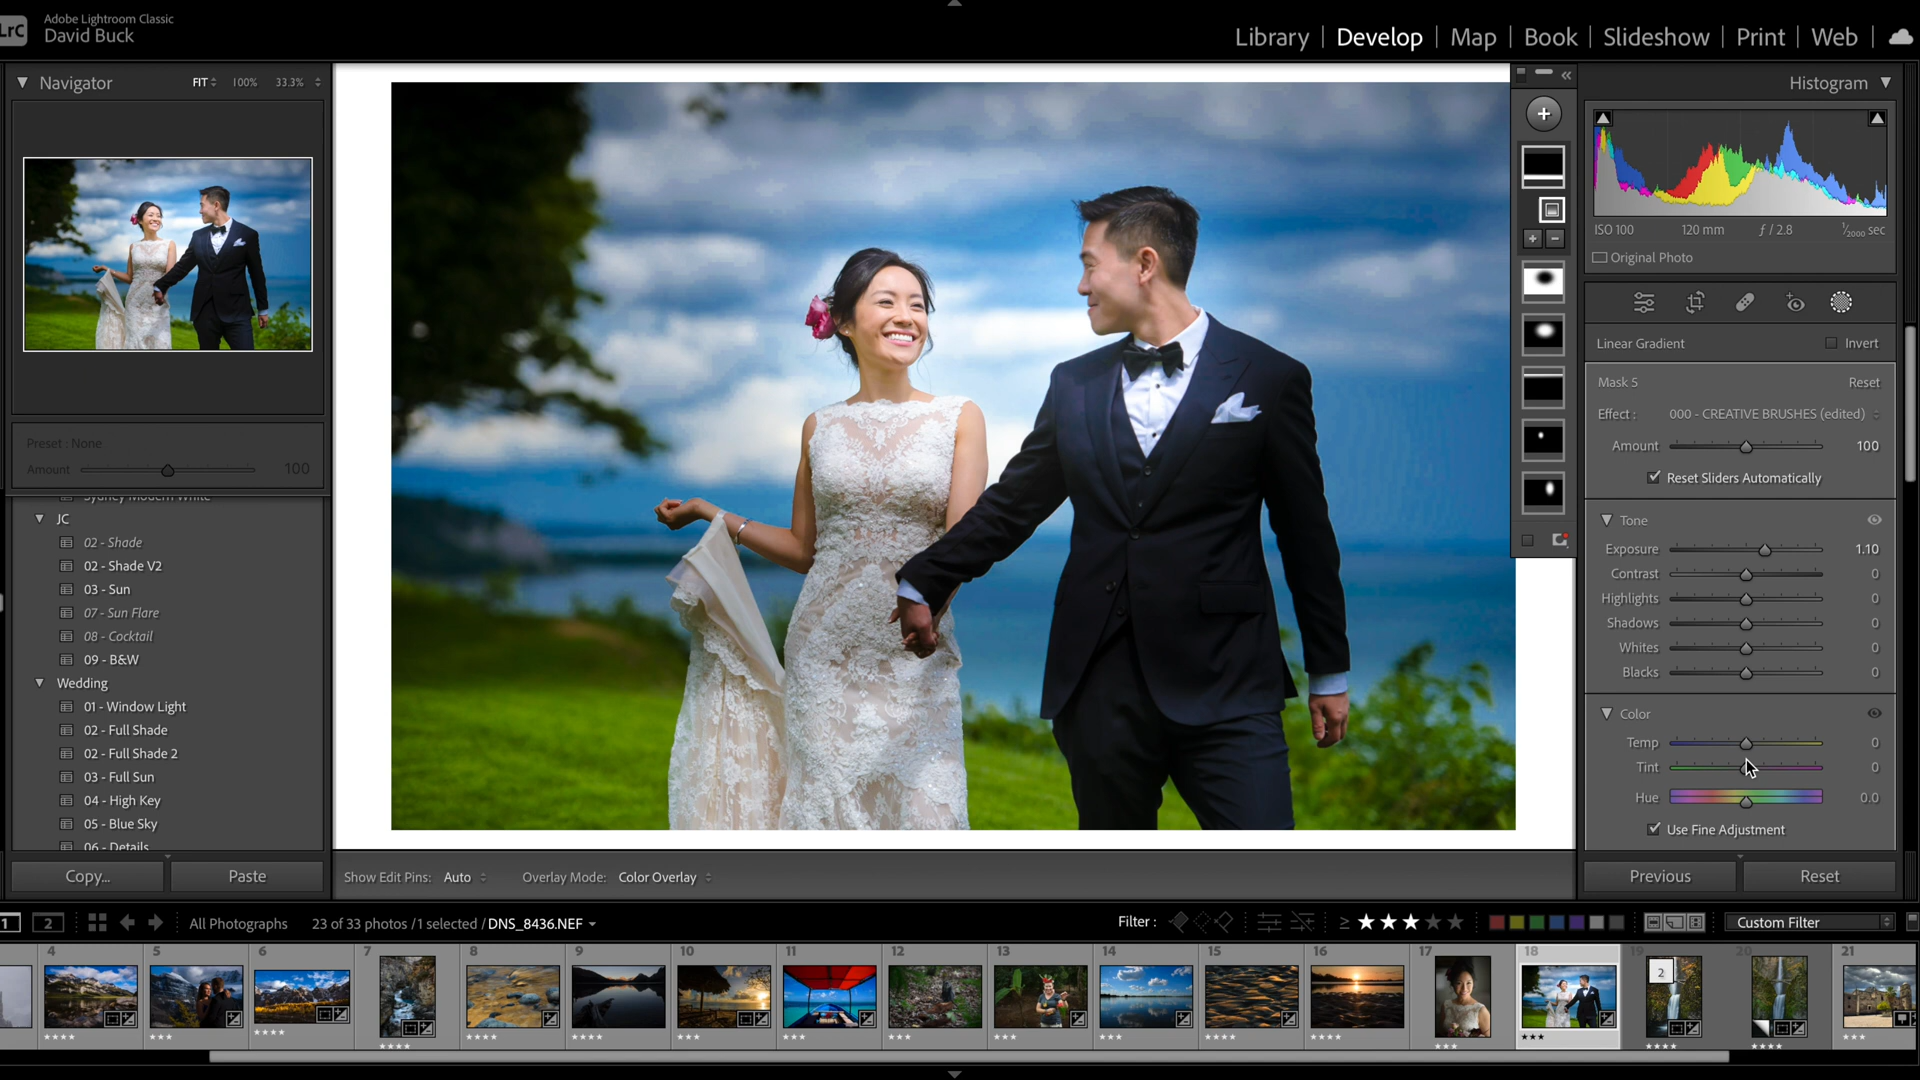 LrC
Adobe Lightroom Classic
David Buck
Library | Develop | Map | Book | Slideshow | Print | Web
Navigator FIT 100% 33.3%
Preset : None
Amount 100
Sydney Modern White
JC
02 - Shade
02 - Shade V2
03 - Sun
07 - Sun Flare
08 - Cocktail
09 - B&W
Wedding
01 - Window Light
02 - Full Shade
02 - Full Shade 2
03 - Full Sun
04 - High Key
05 - Blue Sky
06 - Details
Copy... Paste
Show Edit Pins: Auto Overlay Mode: Color Overlay
Histogram
ISO 100 120 mm ƒ / 2.8 1/2000 sec
Original Photo
Linear Gradient Invert
Mask 5 Reset
Effect : 000 - CREATIVE BRUSHES (edited)
Amount 100
Reset Sliders Automatically
Tone
Exposure 1.10
Contrast 0
Highlights 0
Shadows 0
Whites 0
Blacks 0
Color
Temp 0
Tint 0
Hue 0.0
Use Fine Adjustment
Previous Reset
1 2 All Photographs 23 of 33 photos /1 selected / DNS_8436.NEF Filter : ≥ ★★★★★ Custom Filter
4 5 6 7 8 9 10 11 12 13 14 15 16 17 18 19 20 21
2